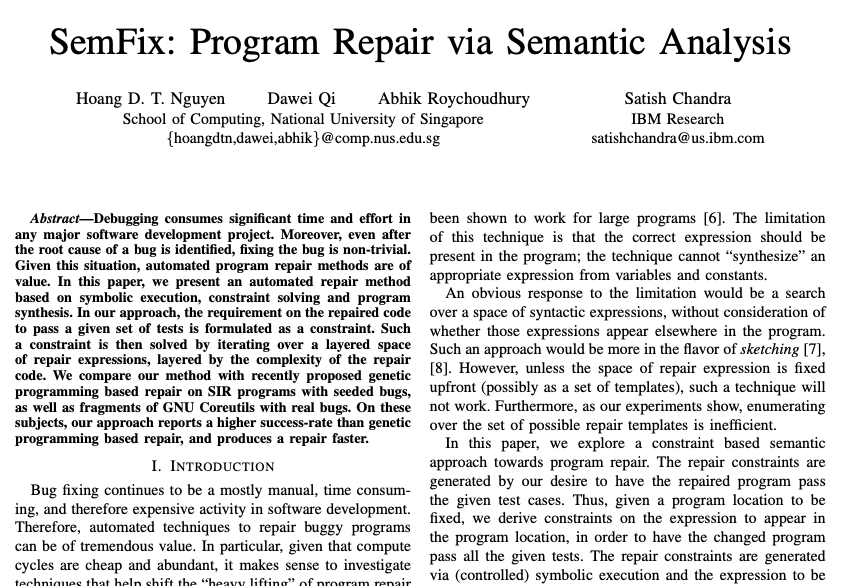 SemFix: Program Repair via Semantic Analysis
Hoang D. T. Nguyen Dawei Qi Abhik Roychoudhury
School of Computing, National University of Singapore
{hoangdtn,dawei,abhik}@comp.nus.edu.sg
Satish Chandra
IBM Research
satishchandra@us.ibm.com
Abstract—Debugging consumes significant time and effort in
any major software development project. Moreover, even after
the root cause of a bug is identified, fixing the bug is non-trivial.
Given this situation, automated program repair methods are of
value. In this paper, we present an automated repair method
based on symbolic execution, constraint solving and program
synthesis. In our approach, the requirement on the repaired code
to pass a given set of tests is formulated as a constraint. Such
a constraint is then solved by iterating over a layered space
of repair expressions, layered by the complexity of the repair
code. We compare our method with recently proposed genetic
programming based repair on SIR programs with seeded bugs,
as well as fragments of GNU Coreutils with real bugs. On these
subjects, our approach reports a higher success-rate than genetic
programming based repair, and produces a repair faster.
I. INTRODUCTION
Bug fixing continues to be a mostly manual, time consum-
ing, and therefore expensive activity in software development.
Therefore, automated techniques to repair buggy programs
can be of tremendous value. In particular, given that compute
cycles are cheap and abundant, it makes sense to investigate
techniques that help shift the “heavy lifting” of program repair
been shown to work for large programs [6]. The limitation
of this technique is that the correct expression should be
present in the program; the technique cannot “synthesize” an
appropriate expression from variables and constants.
An obvious response to the limitation would be a search
over a space of syntactic expressions, without consideration of
whether those expressions appear elsewhere in the program.
Such an approach would be more in the flavor of sketching [7],
[8]. However, unless the space of repair expression is fixed
upfront (possibly as a set of templates), such a technique will
not work. Furthermore, as our experiments show, enumerating
over the set of possible repair templates is inefficient.
In this paper, we explore a constraint based semantic
approach towards program repair. The repair constraints are
generated by our desire to have the repaired program pass
the given test cases. Thus, given a program location to be
fixed, we derive constraints on the expression to appear in
the program location, in order to have the changed program
pass all the given tests. The repair constraints are generated
via (controlled) symbolic execution and the expression to be